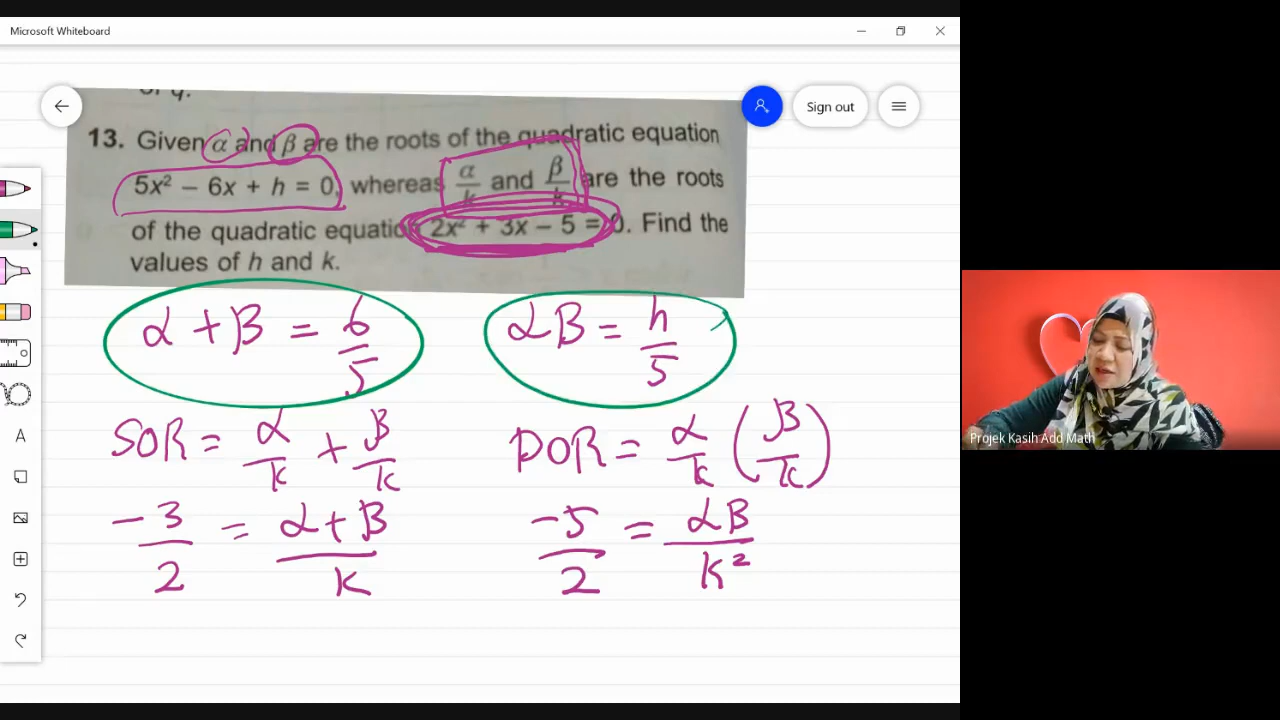 Microsoft Whiteboard
Sign out
13. Given α and β are the roots of the quadratic equation
5x² − 6x + h = 0, whereas α/k and β/k are the roots
of the quadratic equation 2x² + 3x − 5 = 0. Find the
values of h and k.
α + β = 6/5
αβ = h/5
SOR = α/k + β/k
POR = α/k (β/k)
-3/2 = α+β/k
-5/2 = αβ/k²
A
Projek Kasih Add Math